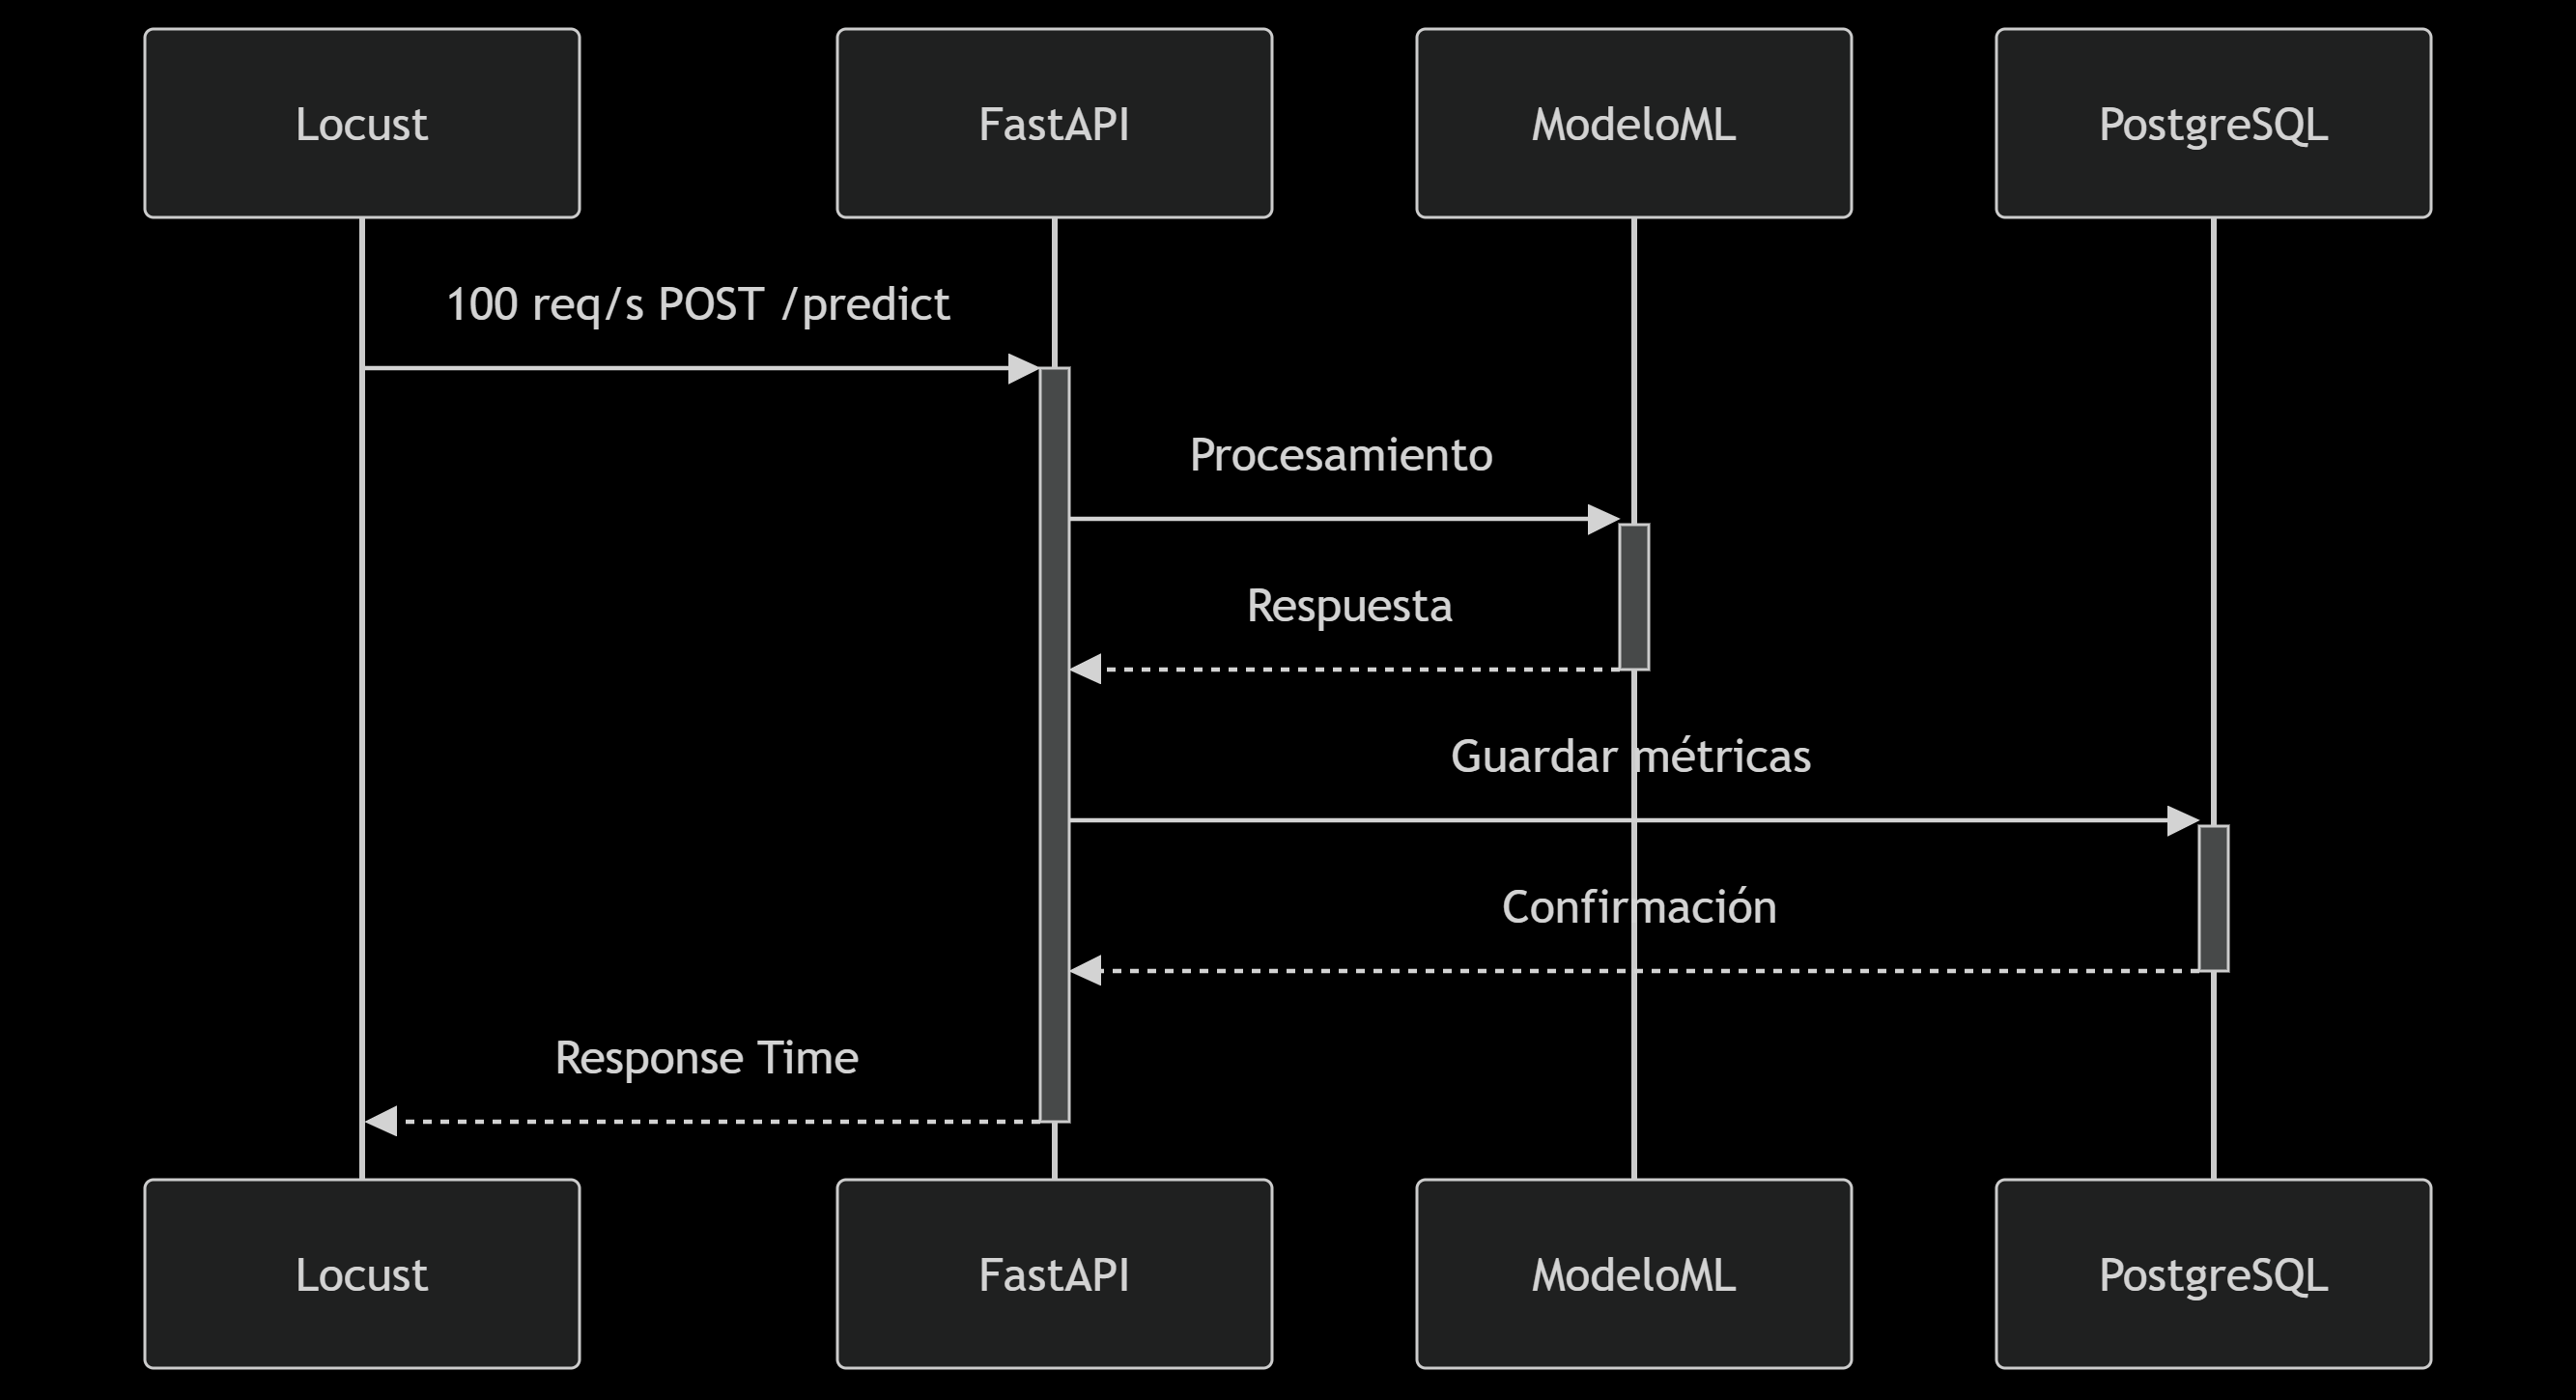 Locust
FastAPI
ModeloML
PostgreSQL
100 req/s POST /predict
Procesamiento
Respuesta
Guardar métricas
Confirmación
Response Time
Locust
FastAPI
ModeloML
PostgreSQL